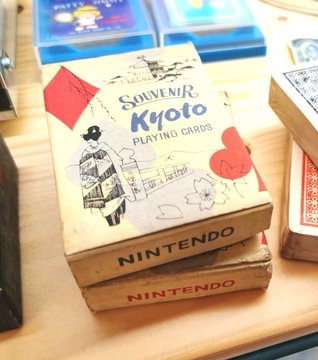 SOUVENIR
Kyoto
PLAYING CARDS
NINTENDO
NINTENDO